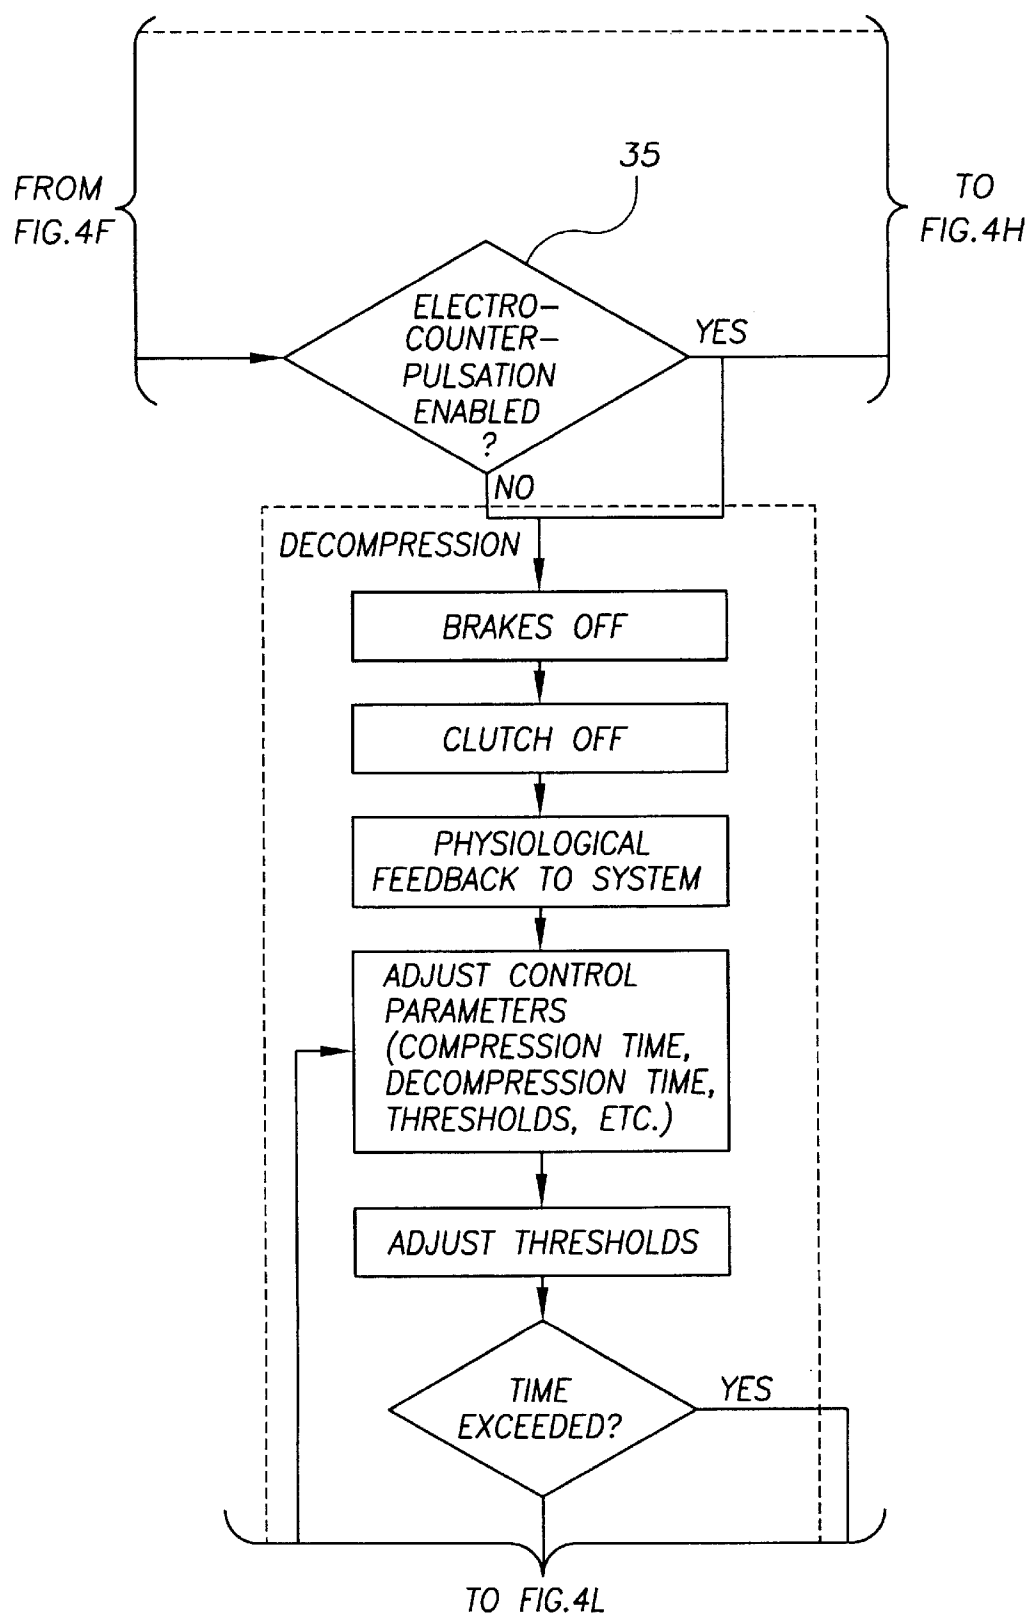 35
FROM
FIG.4F
TO
FIG.4H
ELECTRO-
COUNTER-
PULSATION
ENABLED
?
YES
NO
DECOMPRESSION
BRAKES OFF
CLUTCH OFF
PHYSIOLOGICAL
FEEDBACK TO SYSTEM
ADJUST CONTROL
PARAMETERS
(COMPRESSION TIME,
DECOMPRESSION TIME,
THRESHOLDS, ETC.)
ADJUST THRESHOLDS
TIME
EXCEEDED?
YES
TO FIG.4L